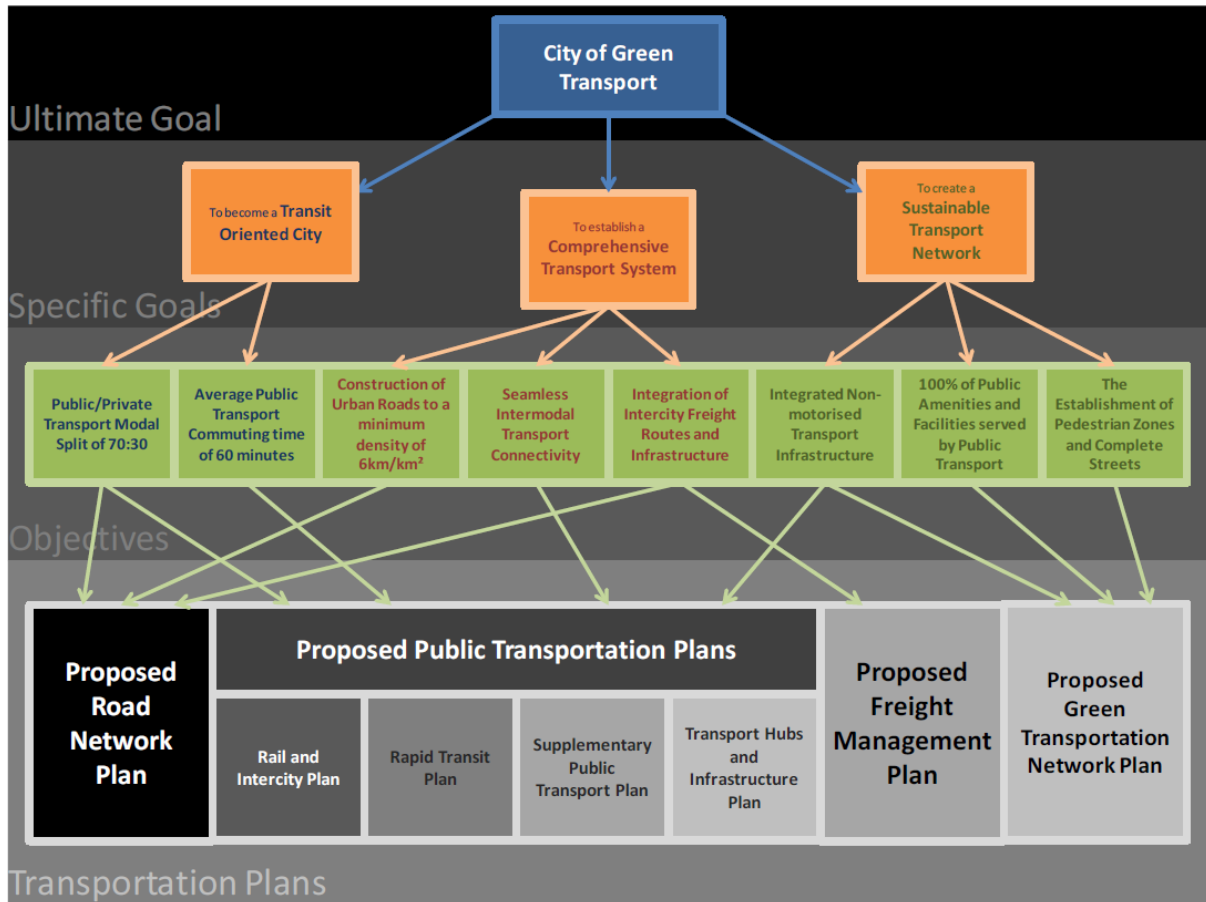 City of Green
Transport
Ultimate Goal
To become a Transit
Oriented City
To establish a
Comprehensive
Transport System
To create a
Sustainable
Transport
Network
Specific Goals
Public/Private
Transport Modal
Split of 70:30
Average Public
Transport
Commuting time
of 60 minutes
Construction of
Urban Roads to a
minimum
density of
6km/km²
Seamless
Intermodal
Transport
Connectivity
Integration of
Intercity Freight
Routes and
Infrastructure
Integrated Non-
motorised
Transport
Infrastructure
100% of Public
Amenities and
Facilities served
by Public
Transport
The
Establishment of
Pedestrian Zones
and Complete
Streets
Objectives
Proposed
Road
Network
Plan
Proposed Public Transportation Plans
Rail and
Intercity Plan
Rapid Transit
Plan
Supplementary
Public
Transport Plan
Transport Hubs
and
Infrastructure
Plan
Proposed
Freight
Management
Plan
Proposed
Green
Transportation
Network Plan
Transportation Plans